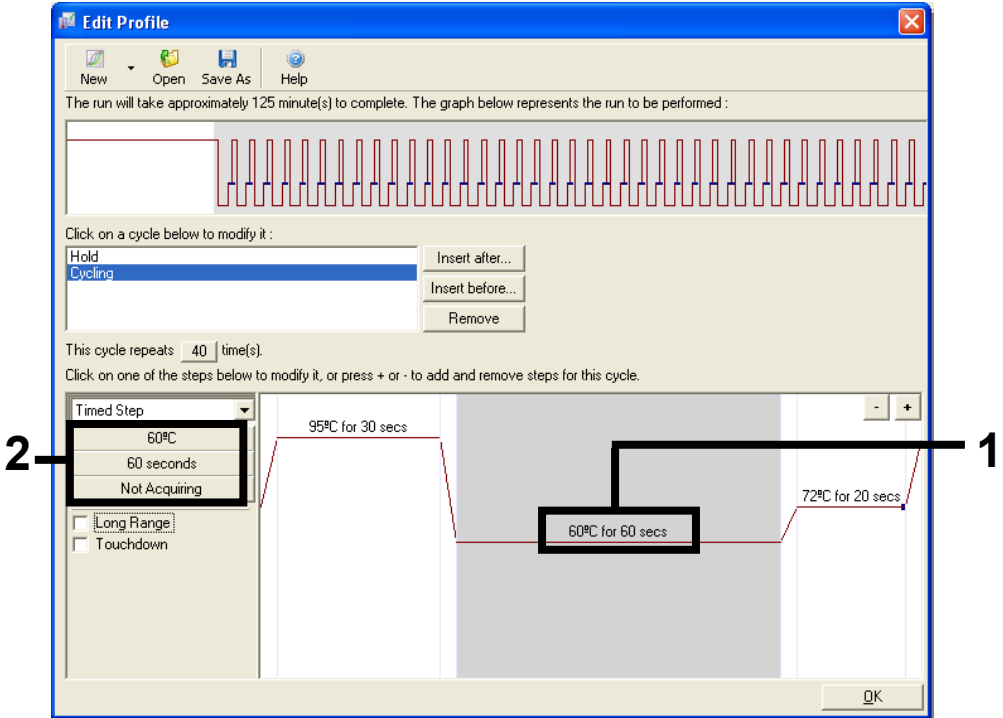 Edit Profile
New Open Save As Help
The run will take approximately 125 minute(s) to complete. The graph below represents the run to be performed :
Click on a cycle below to modify it :
Hold
Cycling
Insert after...
Insert before...
Remove
This cycle repeats 40 time(s).
Click on one of the steps below to modify it, or press + or - to add and remove steps for this cycle.
Timed Step
- +
60ºC
60 seconds
Not Acquiring
Long Range
Touchdown
95ºC for 30 secs
60ºC for 60 secs
72ºC for 20 secs
2
1
OK